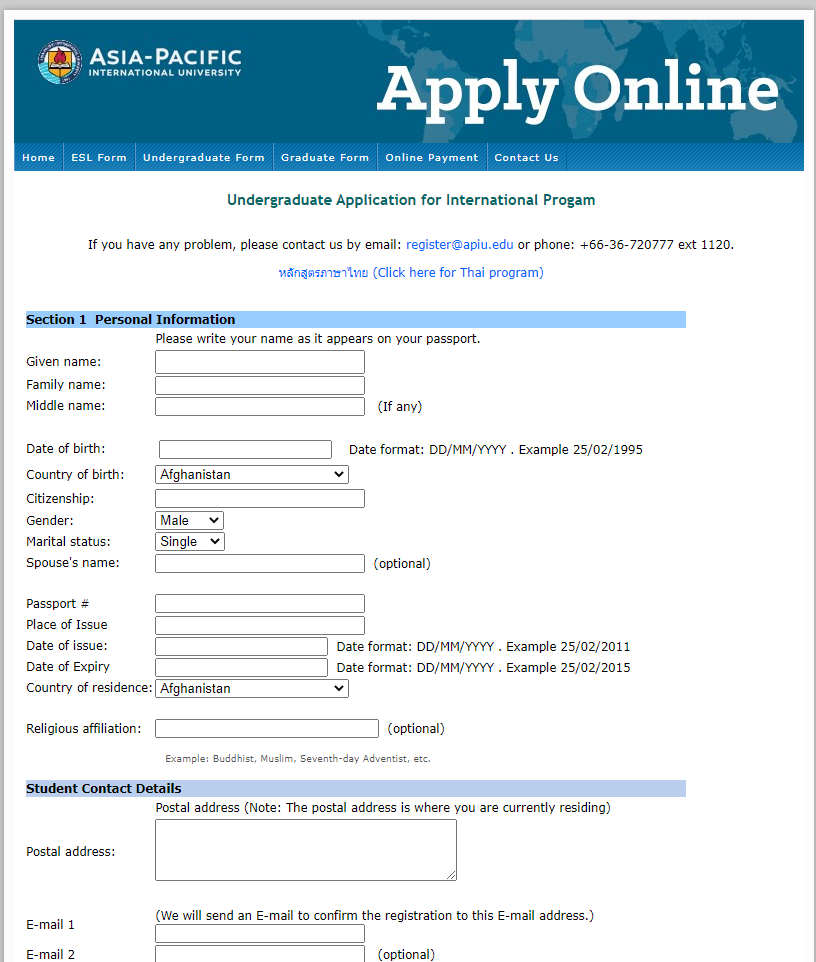 ASIA-PACIFIC
INTERNATIONAL UNIVERSITY
Apply Online
Home ESL Form Undergraduate Form Graduate Form Online Payment Contact Us
Undergraduate Application for International Progam
If you have any problem, please contact us by email: register@apiu.edu or phone: +66-36-720777 ext 1120.
หลักสูตรภาษาไทย (Click here for Thai program)
Section 1 Personal Information
Please write your name as it appears on your passport.
Given name:
Family name:
Middle name: (If any)
Date of birth: Date format: DD/MM/YYYY . Example 25/02/1995
Country of birth: Afghanistan
Citizenship:
Gender: Male
Marital status: Single
Spouse's name: (optional)
Passport #
Place of Issue
Date of issue: Date format: DD/MM/YYYY . Example 25/02/2011
Date of Expiry Date format: DD/MM/YYYY . Example 25/02/2015
Country of residence: Afghanistan
Religious affiliation: (optional)
Example: Buddhist, Muslim, Seventh-day Adventist, etc.
Student Contact Details
Postal address (Note: The postal address is where you are currently residing)
Postal address:
(We will send an E-mail to confirm the registration to this E-mail address.)
E-mail 1
E-mail 2 (optional)